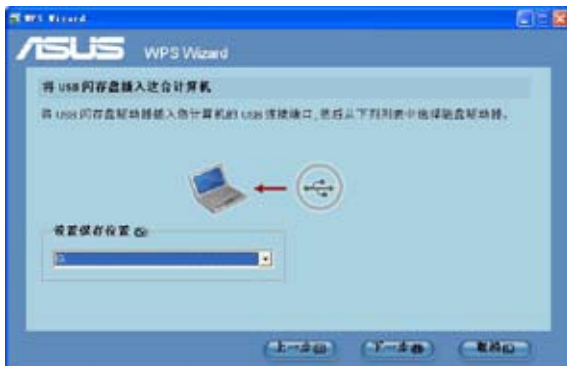 WPS Wizard
ASUS WPS Wizard
将 USB 闪存盘插入这台计算机
将 USB 闪存盘驱动器插入你计算机的 USB 连接端口,然后从下列列表中选择磁盘驱动器。
设置保存位置(S)
上一步(B)
下一步(N)
取消(C)